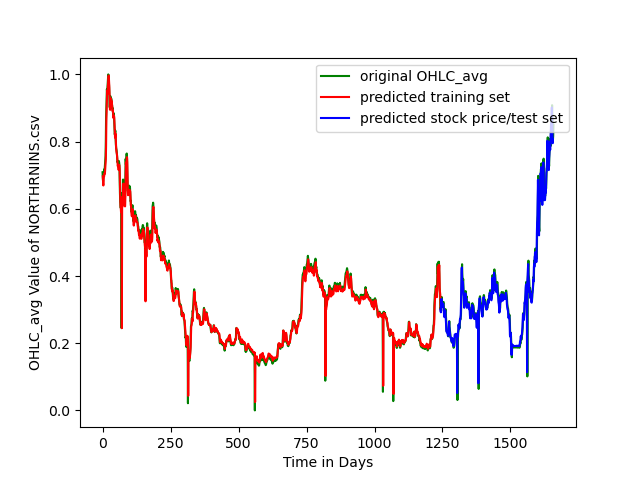 original OHLC_avg
predicted training set
predicted stock price/test set
1.0
0.8
0.6
0.4
0.2
0.0
OHLC_avg Value of NORTHRNINS.csv
0 250 500 750 1000 1250 1500
Time in Days